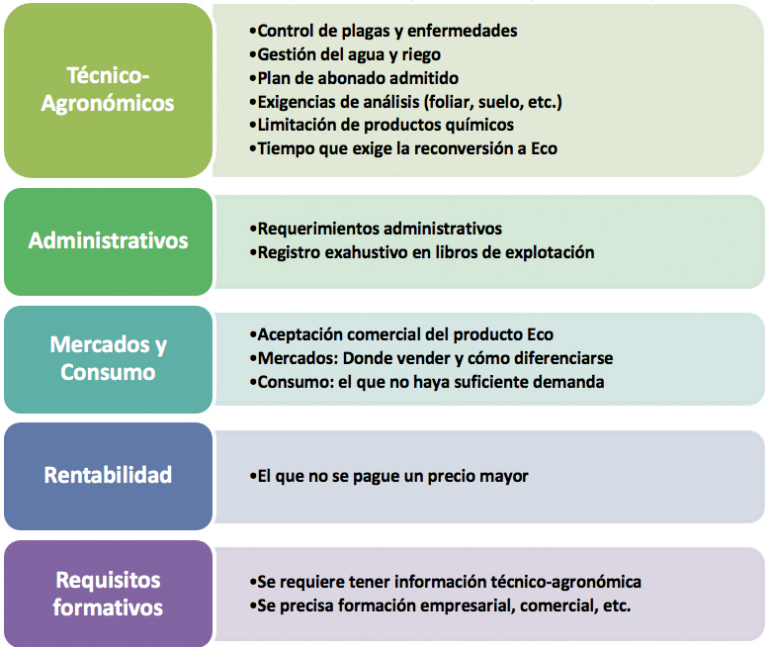 Técnico-
Agronómicos
•Control de plagas y enfermedades
•Gestión del agua y riego
•Plan de abonado admitido
•Exigencias de análisis (foliar, suelo, etc.)
•Limitación de productos químicos
•Tiempo que exige la reconversión a Eco
Administrativos
•Requerimientos administrativos
•Registro exahustivo en libros de explotación
Mercados y
Consumo
•Aceptación comercial del producto Eco
•Mercados: Donde vender y cómo diferenciarse
•Consumo: el que no haya suficiente demanda
Rentabilidad
•El que no se pague un precio mayor
Requisitos
formativos
•Se requiere tener información técnico-agronómica
•Se precisa formación empresarial, comercial, etc.